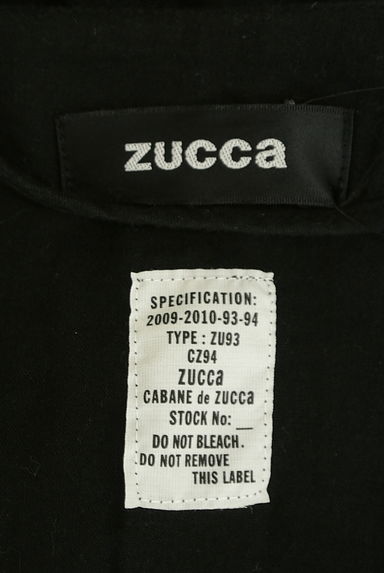 zucca
SPECIFICATION:
2009-2010-93-94
TYPE : ZU93
CZ94
zucca
CABANE de zucca
STOCK No: __
DO NOT BLEACH.
DO NOT REMOVE
THIS LABEL